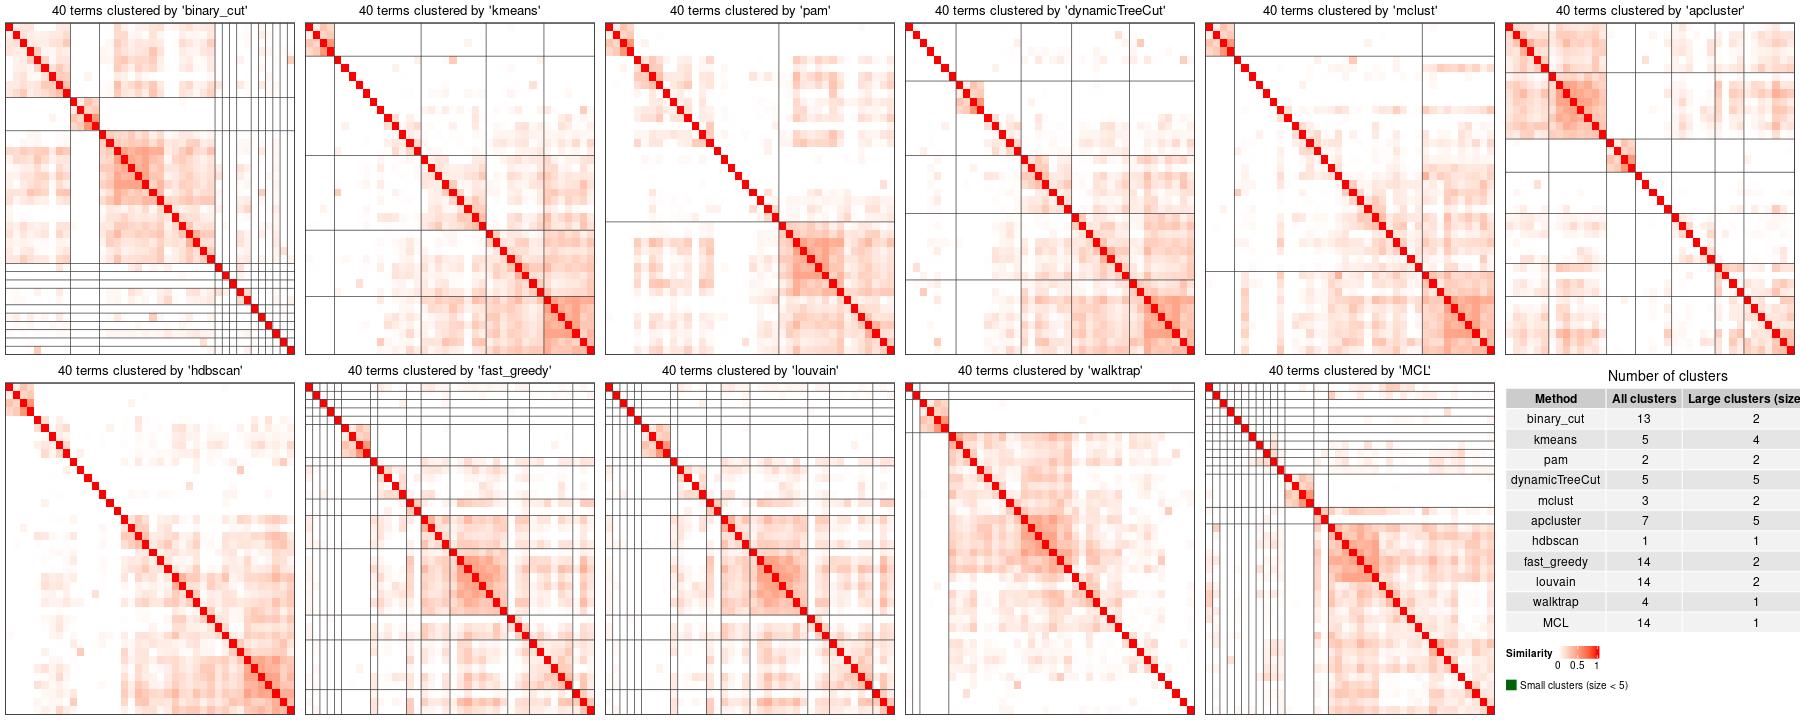 40 terms clustered by 'binary_cut'
40 terms clustered by 'kmeans'
40 terms clustered by 'pam'
40 terms clustered by 'dynamicTreeCut'
40 terms clustered by 'mclust'
40 terms clustered by 'apcluster'
40 terms clustered by 'hdbscan'
40 terms clustered by 'fast_greedy'
40 terms clustered by 'louvain'
40 terms clustered by 'walktrap'
40 terms clustered by 'MCL'
Number of clusters
Method All clusters Large clusters (size
binary_cut 13 2
kmeans 5 4
pam 2 2
dynamicTreeCut 5 5
mclust 3 2
apcluster 7 5
hdbscan 1 1
fast_greedy 14 2
louvain 14 2
walktrap 4 1
MCL 14 1
Similarity
0 0.5 1
Small clusters (size < 5)